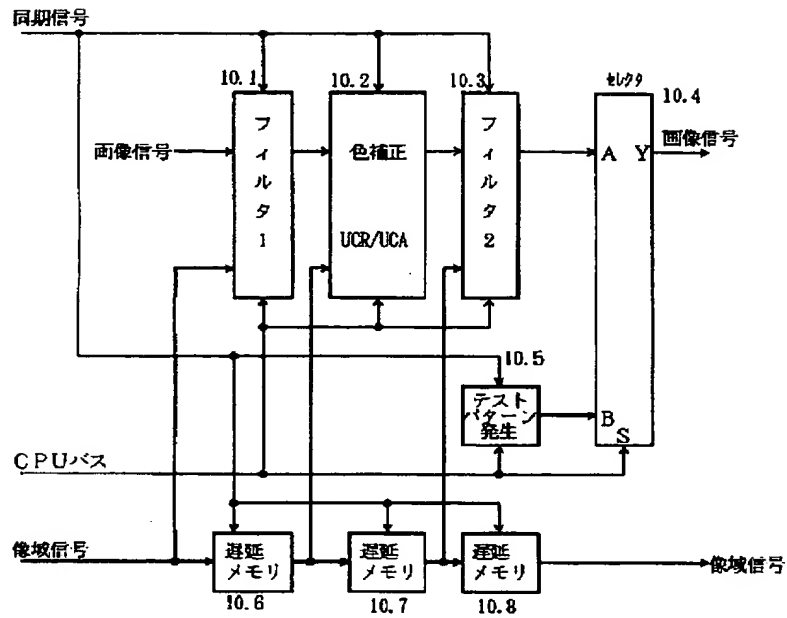 同期信号
10.1
10.2
10.3
セレクタ
10.4
画像信号
フィルタ1
色補正
UCR/UCA
フィルタ2
A
Y
画像信号
10.5
テスト
パターン
発生
B
S
CPUバス
像域信号
遅延
メモリ
遅延
メモリ
遅延
メモリ
像域信号
10.6
10.7
10.8